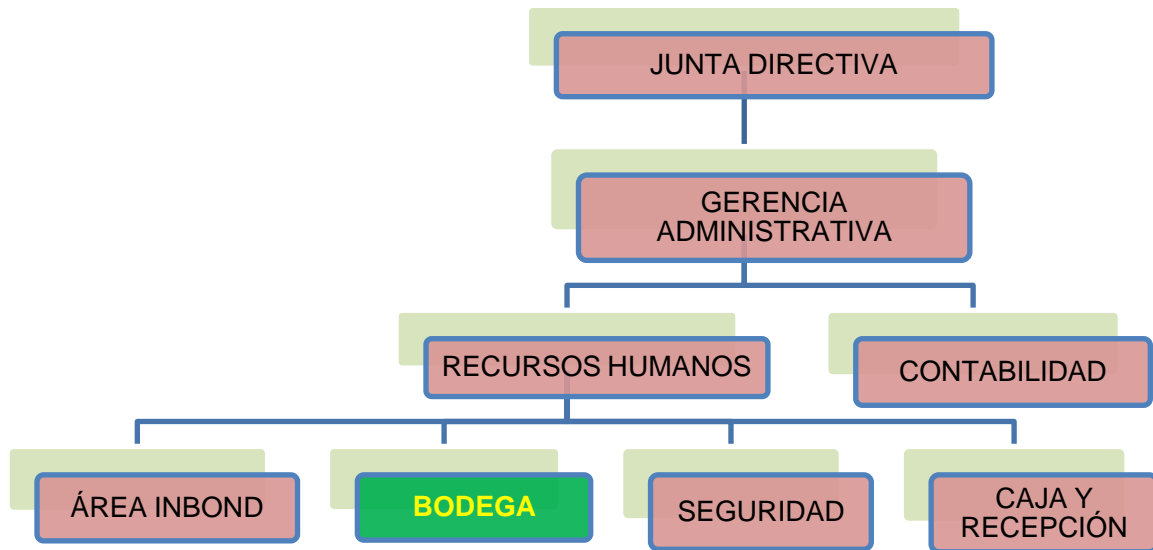 JUNTA DIRECTIVA
GERENCIA
ADMINISTRATIVA
RECURSOS HUMANOS
CONTABILIDAD
ÁREA INBOND
BODEGA
SEGURIDAD
CAJA Y
RECEPCIÓN